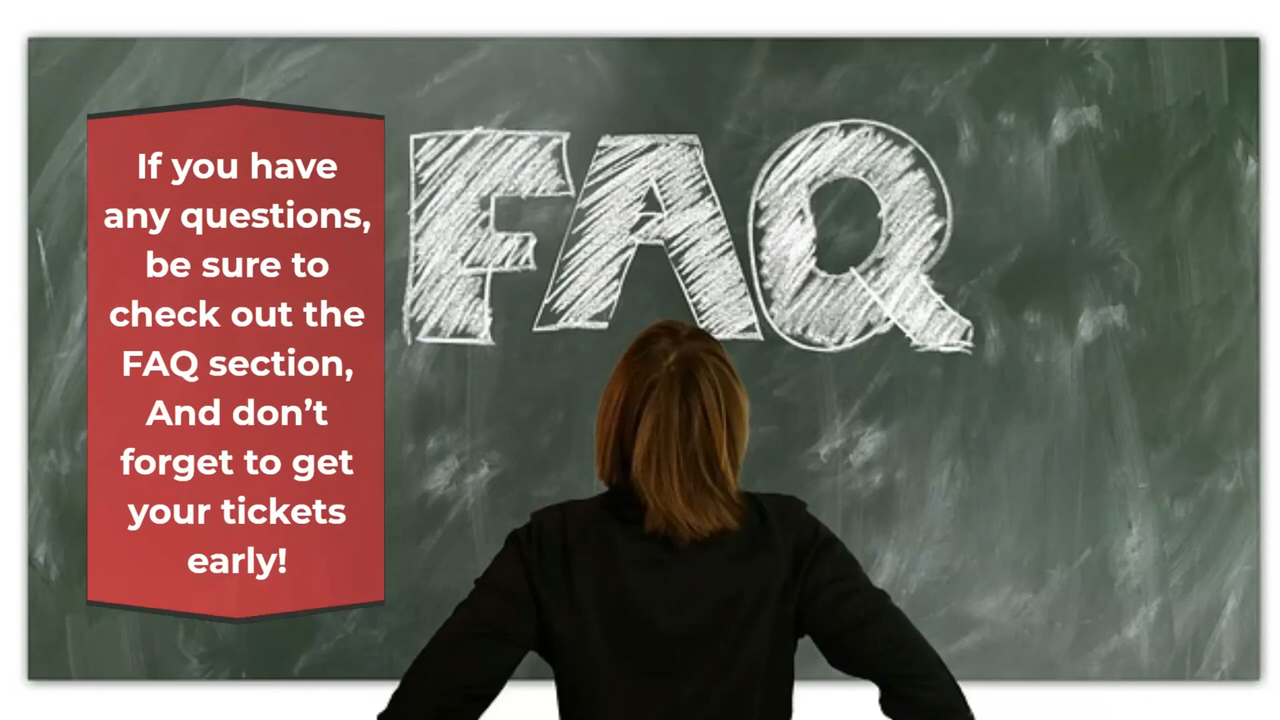 If you have
any questions,
be sure to
check out the
FAQ section,
And don’t
forget to get
your tickets
early!
FAQ